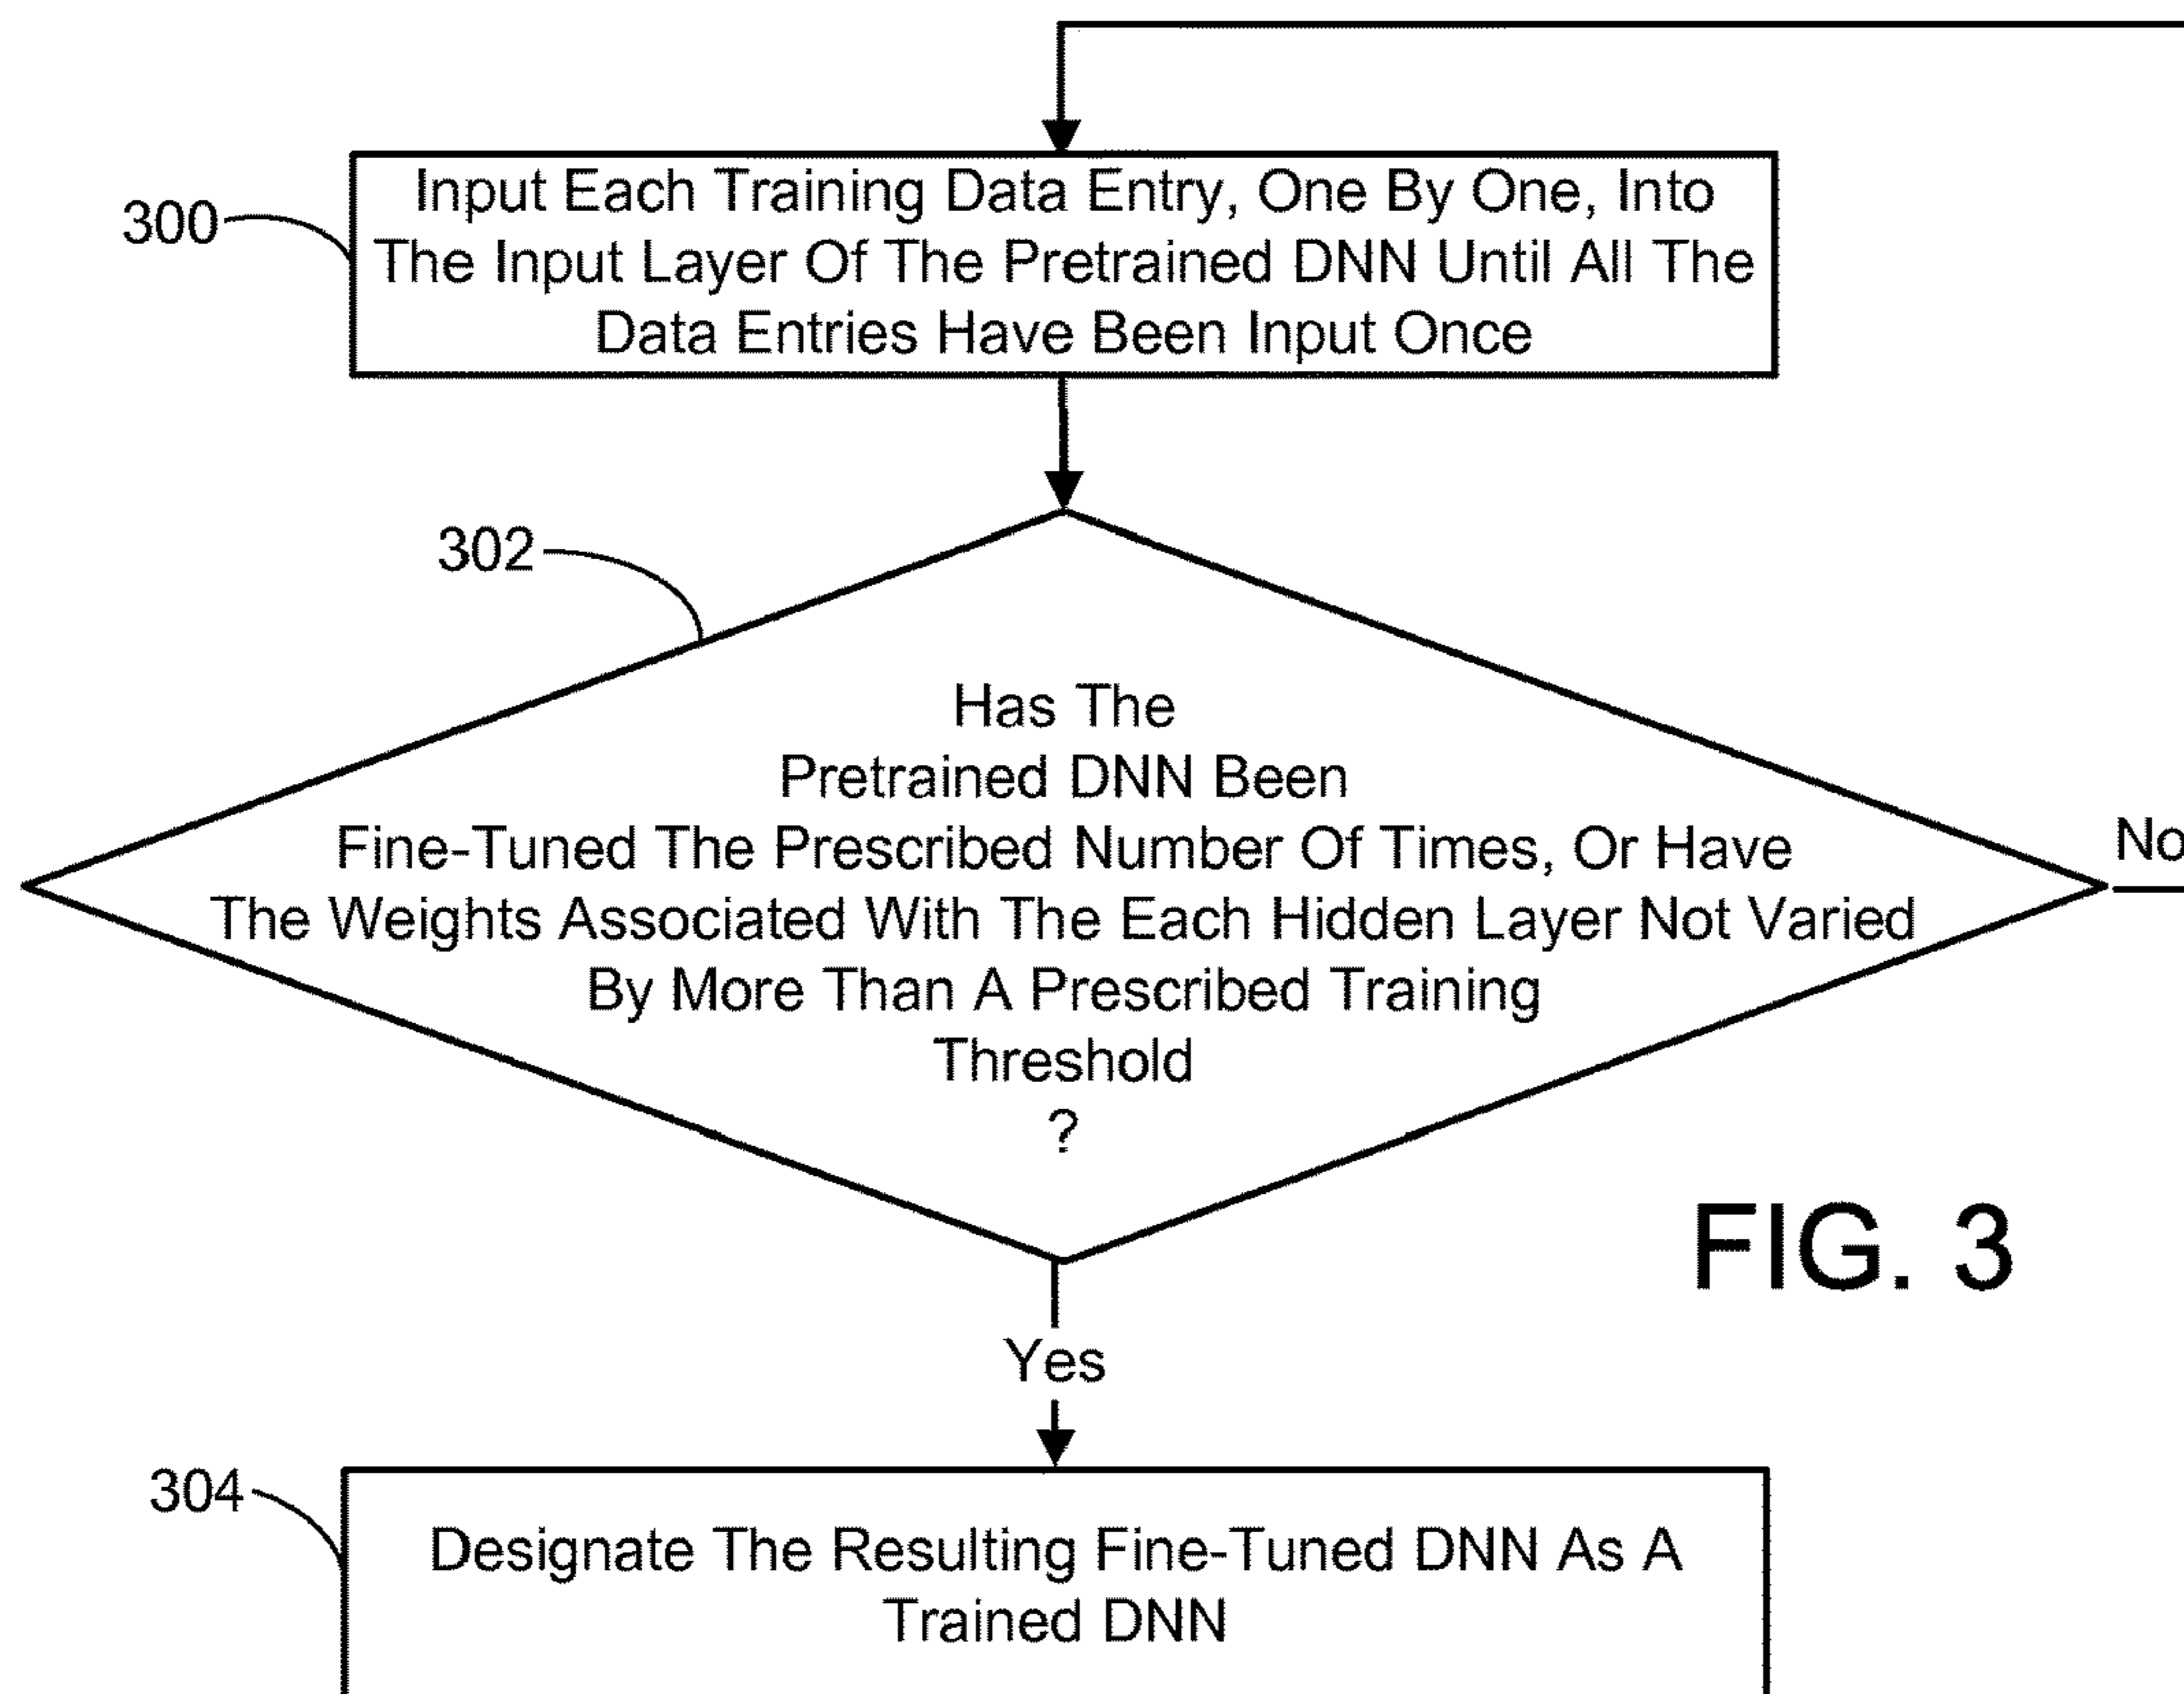 300
Input Each Training Data Entry, One By One, Into
The Input Layer Of The Pretrained DNN Until All The
Data Entries Have Been Input Once
302
Has The
Pretrained DNN Been
Fine-Tuned The Prescribed Number Of Times, Or Have
The Weights Associated With The Each Hidden Layer Not Varied
By More Than A Prescribed Training
Threshold
?
No
FIG. 3
Yes
304
Designate The Resulting Fine-Tuned DNN As A
Trained DNN